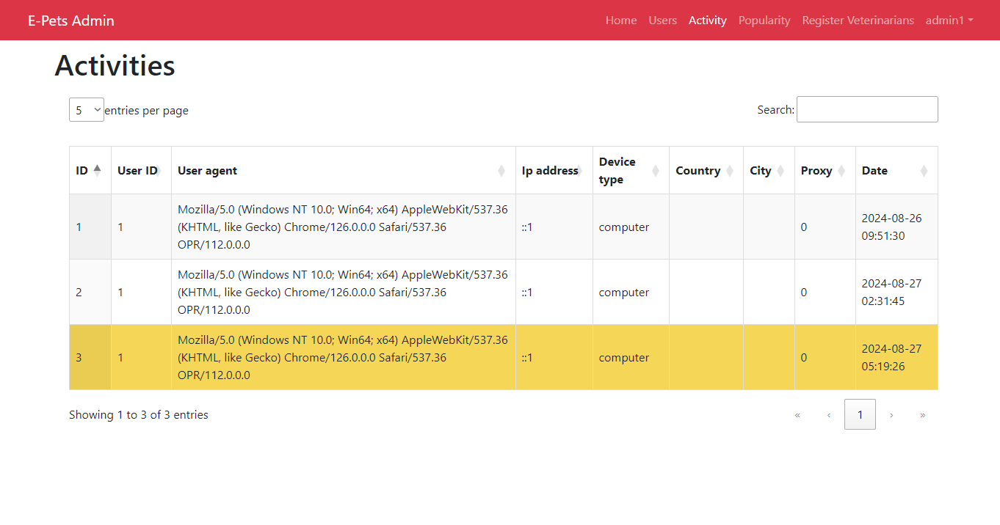 E-Pets Admin
Home Users Activity Popularity Register Veterinarians admin1
Activities
5 entries per page
Search:
ID User ID User agent Ip address Device type Country City Proxy Date
1 1 Mozilla/5.0 (Windows NT 10.0; Win64; x64) AppleWebKit/537.36 (KHTML, like Gecko) Chrome/126.0.0.0 Safari/537.36 OPR/112.0.0.0 ::1 computer 0 2024-08-26 09:51:30
2 1 Mozilla/5.0 (Windows NT 10.0; Win64; x64) AppleWebKit/537.36 (KHTML, like Gecko) Chrome/126.0.0.0 Safari/537.36 OPR/112.0.0.0 ::1 computer 0 2024-08-27 02:31:45
3 1 Mozilla/5.0 (Windows NT 10.0; Win64; x64) AppleWebKit/537.36 (KHTML, like Gecko) Chrome/126.0.0.0 Safari/537.36 OPR/112.0.0.0 ::1 computer 0 2024-08-27 05:19:26
Showing 1 to 3 of 3 entries
« ‹ 1 › »